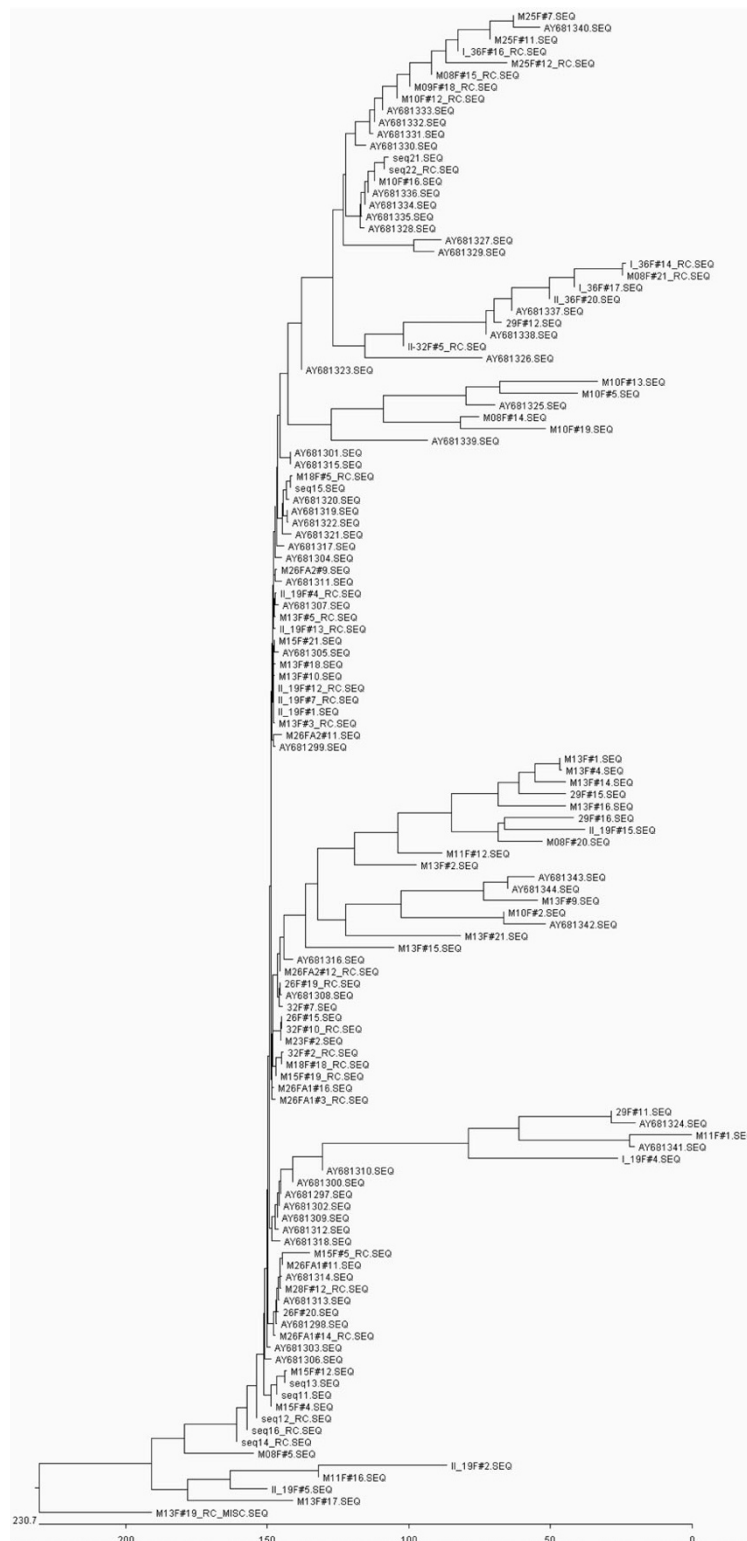 M25F#7.SEQ
AY681340.SEQ
M25F#11.SEQ
I_36F#16_RC.SEQ
M25F#12_RC.SEQ
M08F#15_RC.SEQ
M09F#18_RC.SEQ
M10F#12_RC.SEQ
AY681333.SEQ
AY681332.SEQ
AY681331.SEQ
AY681330.SEQ
seq21.SEQ
seq22_RC.SEQ
M10F#16.SEQ
AY681336.SEQ
AY681334.SEQ
AY681335.SEQ
AY681328.SEQ
AY681327.SEQ
AY681329.SEQ
I_36F#14_RC.SEQ
M08F#21_RC.SEQ
I_36F#17.SEQ
II_36F#20.SEQ
AY681337.SEQ
29F#12.SEQ
AY681338.SEQ
II-32F#5_RC.SEQ
AY681326.SEQ
AY681323.SEQ
M10F#13.SEQ
M10F#5.SEQ
AY681325.SEQ
M08F#14.SEQ
M10F#19.SEQ
AY681339.SEQ
AY681301.SEQ
AY681315.SEQ
M18F#5_RC.SEQ
seq15.SEQ
AY681320.SEQ
AY681319.SEQ
AY681322.SEQ
AY681321.SEQ
AY681317.SEQ
AY681304.SEQ
M26FA2#9.SEQ
AY681311.SEQ
II_19F#4_RC.SEQ
AY681307.SEQ
M13F#5_RC.SEQ
II_19F#13_RC.SEQ
M15F#21.SEQ
AY681305.SEQ
M13F#18.SEQ
M13F#10.SEQ
II_19F#12_RC.SEQ
II_19F#7_RC.SEQ
II_19F#1.SEQ
M13F#3_RC.SEQ
M26FA2#11.SEQ
AY681299.SEQ
M13F#1.SEQ
M13F#4.SEQ
M13F#14.SEQ
29F#15.SEQ
M13F#16.SEQ
29F#16.SEQ
II_19F#15.SEQ
M08F#20.SEQ
M11F#12.SEQ
M13F#2.SEQ
AY681343.SEQ
AY681344.SEQ
M13F#9.SEQ
M10F#2.SEQ
AY681342.SEQ
M13F#21.SEQ
M13F#15.SEQ
AY681316.SEQ
M26FA2#12_RC.SEQ
26F#19_RC.SEQ
AY681308.SEQ
32F#7.SEQ
26F#15.SEQ
32F#10_RC.SEQ
M23F#2.SEQ
32F#2_RC.SEQ
M18F#18_RC.SEQ
M15F#19_RC.SEQ
M26FA1#16.SEQ
M26FA1#3_RC.SEQ
29F#11.SEQ
AY681324.SEQ
M11F#1.SE
AY681341.SEQ
I_19F#4.SEQ
AY681310.SEQ
AY681300.SEQ
AY681297.SEQ
AY681302.SEQ
AY681309.SEQ
AY681312.SEQ
AY681318.SEQ
M15F#5_RC.SEQ
M26FA1#11.SEQ
AY681314.SEQ
M28F#12_RC.SEQ
AY681313.SEQ
26F#20.SEQ
AY681298.SEQ
M26FA1#14_RC.SEQ
AY681303.SEQ
AY681306.SEQ
M15F#12.SEQ
seq13.SEQ
seq11.SEQ
M15F#4.SEQ
seq12_RC.SEQ
seq16_RC.SEQ
seq14_RC.SEQ
M08F#5.SEQ
II_19F#2.SEQ
M11F#16.SEQ
II_19F#5.SEQ
M13F#17.SEQ
M13F#19_RC_MISC.SEQ
230.7
200 150 100 50 0